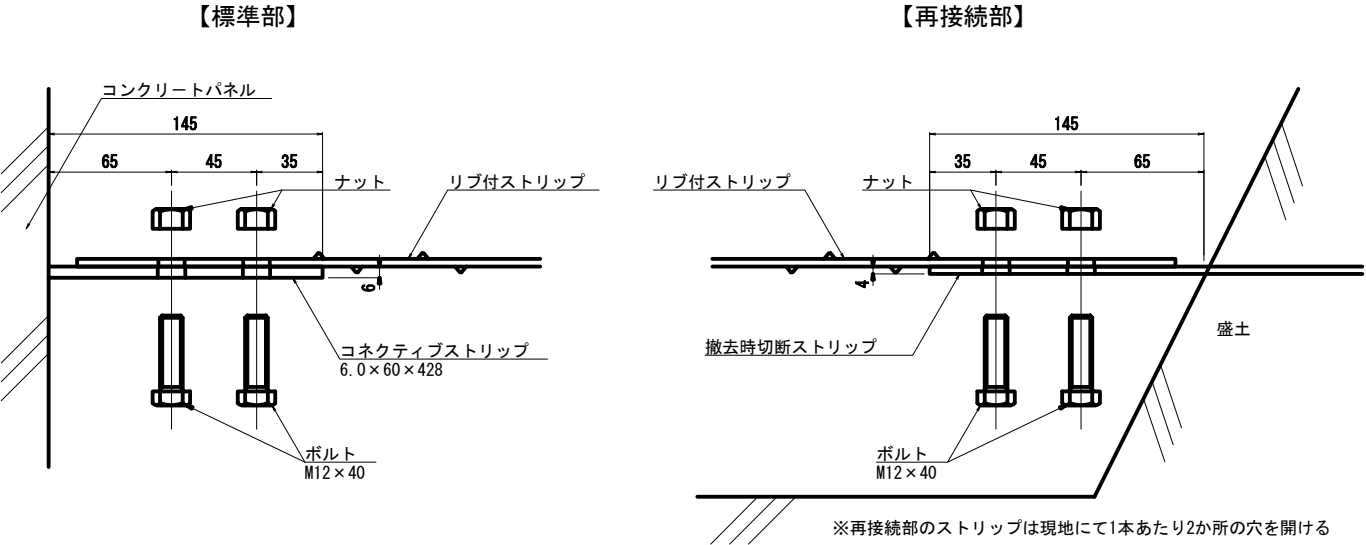 【標準部】
コンクリートパネル
145
65
45
35
ナット
リブ付ストリップ
6
コネクティブストリップ
6.0×60×428
ボルト
M12×40
【再接続部】
145
35
45
65
リブ付ストリップ
ナット
4
撤去時切断ストリップ
盛土
ボルト
M12×40
※再接続部のストリップは現地にて1本あたり2か所の穴を開ける